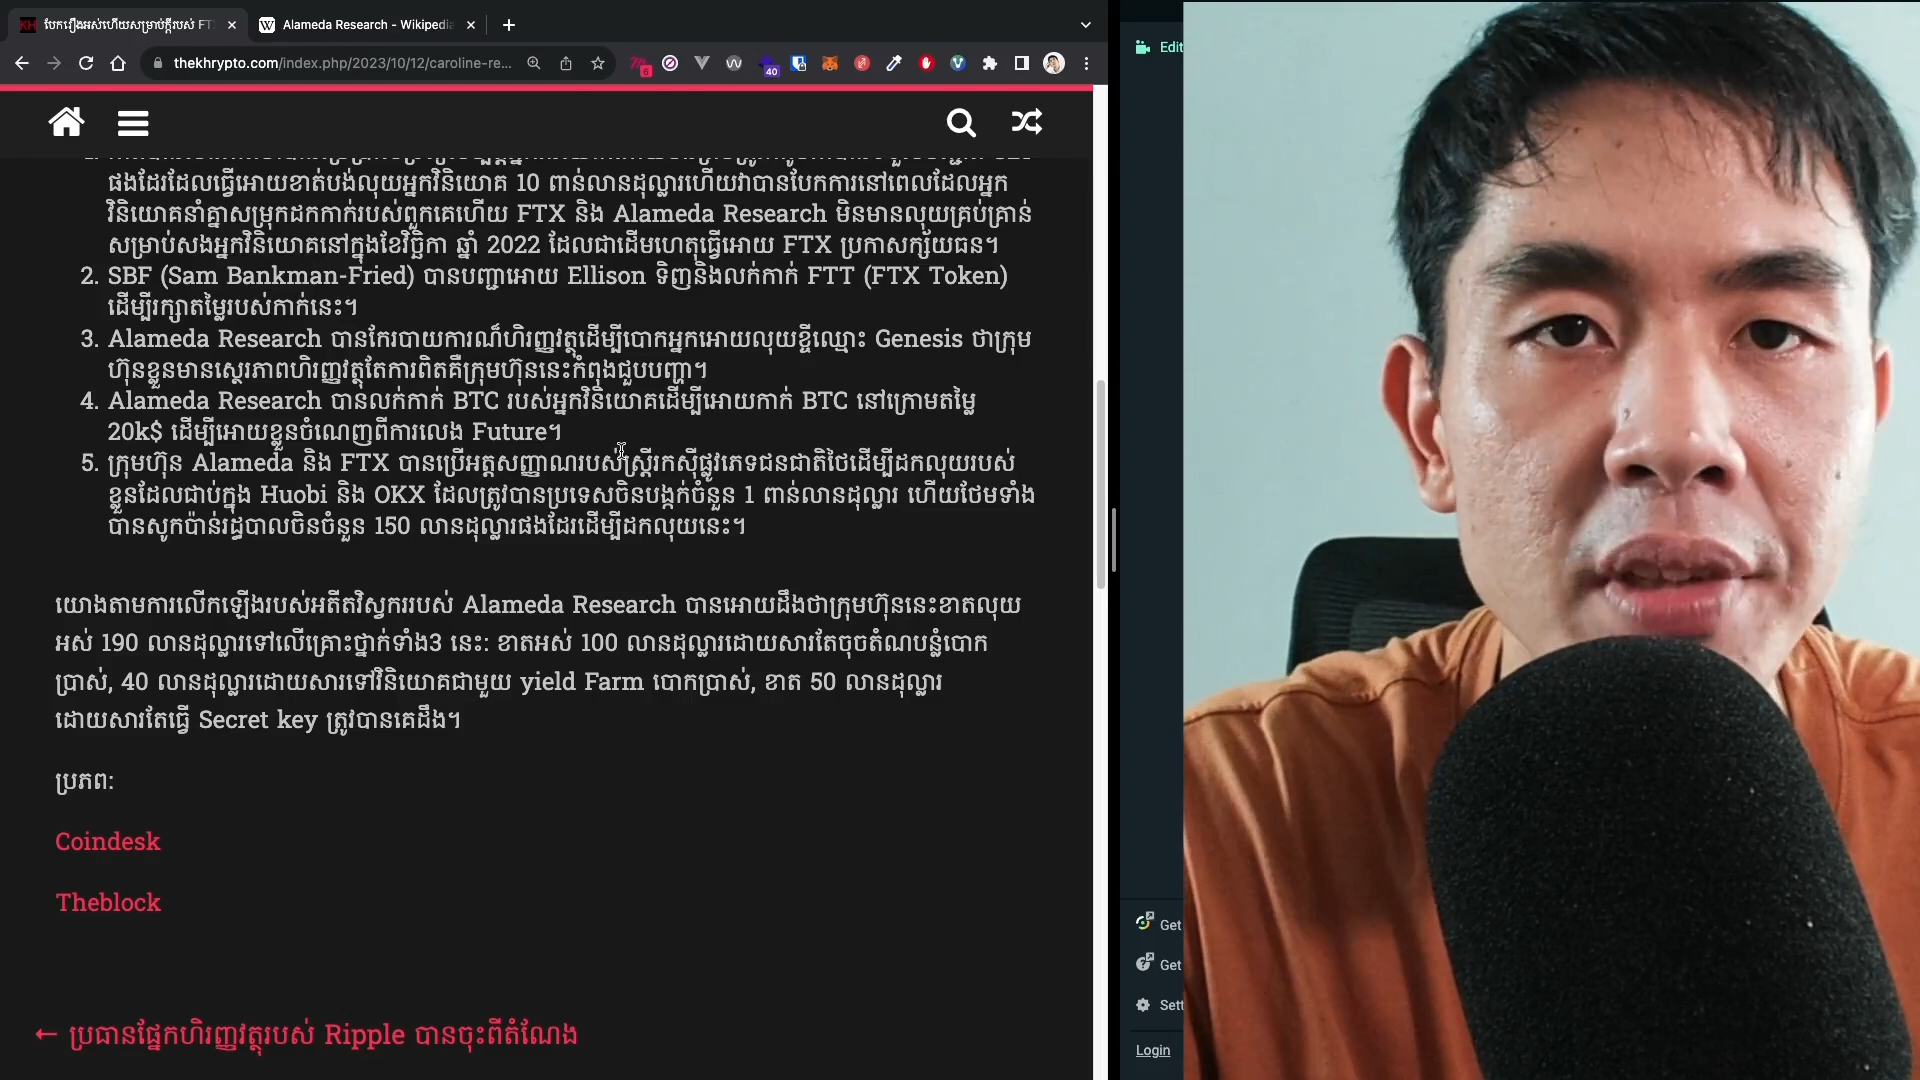 បែករឿងអស់ហើយសម្រាប់ក្ដីរបស់ FT
Alameda Research - Wikipedia
thekhrypto.com/index.php/2023/10/12/caroline-re...
6
40
ផងដែរដែលធ្វើអោយខាត់បង់លុយអ្នកវិនិយោគ 10 ពាន់លានដុល្លារហើយវាបានបែកការនៅពេលដែលអ្នក
វិនិយោគនាំគ្នាសម្រុកដកកាក់របស់ពួកគេហើយ FTX និង Alameda Research មិនមានលុយគ្រប់គ្រាន់
សម្រាប់សងអ្នកវិនិយោគនៅក្នុងខែវិច្ឆិកា ឆ្នាំ 2022 ដែលជាដើមហេតុធ្វើអោយ FTX ប្រកាសក្ស័យធន។
2. SBF (Sam Bankman-Fried) បានបញ្ជាអោយ Ellison ទិញនិងលក់កាក់ FTT (FTX Token)
ដើម្បីរក្សាតម្លៃរបស់កាក់នេះ។
3. Alameda Research បានកែរបាយការណ៏ហិរញ្ញវត្ថុដើម្បីបោកអ្នកអោយលុយខ្ចីឈ្មោះ Genesis ថាក្រុម
ហ៊ុនខ្លួនមានស្ថេរភាពហិរញ្ញវត្ថុតែការពិតគឺក្រុមហ៊ុននេះកំពុងជួបបញ្ហា។
4. Alameda Research បានលក់កាក់ BTC របស់អ្នកវិនិយោគដើម្បីអោយកាក់ BTC នៅក្រោមតម្លៃ
20k$ ដើម្បីអោយខ្លួនចំណេញពីការលេង Future។
5. ក្រុមហ៊ុន Alameda និង FTX បានប្រើអត្តសញ្ញាណរបស់ស្ត្រីរកស៊ីផ្លូវភេទជនជាតិថៃដើម្បីដកលុយរបស់
ខ្លួនដែលជាប់ក្នុង Huobi និង OKX ដែលត្រូវបានប្រទេសចិនបង្កក់ចំនួន 1 ពាន់លានដុល្លារ ហើយថែមទាំង
បានសូកប៉ាន់រដ្ធបាលចិនចំនួន 150 លានដុល្លារផងដែរដើម្បីដកលុយនេះ។
យោងតាមការលើកឡើងរបស់អតីតវិស្វកររបស់ Alameda Research បានអោយដឹងថាក្រុមហ៊ុននេះខាតលុយ
អស់ 190 លានដុល្លារទៅលើគ្រោះថ្នាក់ទាំង3 នេះ: ខាតអស់ 100 លានដុល្លារដោយសារតែចុចតំណបន្លំបោក
ប្រាស់, 40 លានដុល្លារដោយសារទៅវិនិយោគជាមួយ yield Farm បោកប្រាស់, ខាត 50 លានដុល្លារ
ដោយសារតែធ្វើ Secret key ត្រូវបានគេដឹង។
ប្រភព:
Coindesk
Theblock
← ប្រធានផ្នែកហិរញ្ញវត្ថុរបស់ Ripple បានចុះពីតំណែង
Edit
Get
Get
Sett
Login